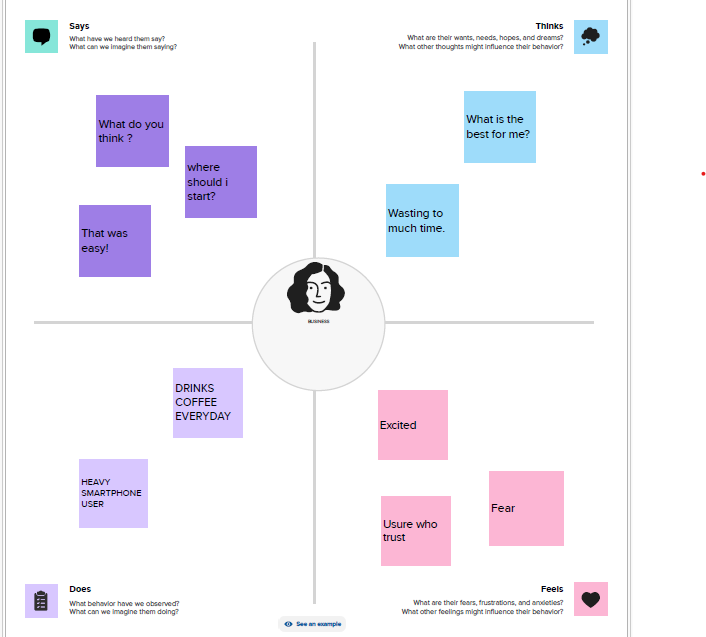 Says
What have we heard them say?
What can we imagine them saying?
Thinks
What are their wants, needs, hopes, and dreams?
What other thoughts might influence their behavior?
What do you
think ?
where
should i
start?
That was
easy!
What is the
best for me?
Wasting to
much time.
BUSINESS
DRINKS
COFFEE
EVERYDAY
HEAVY
SMARTPHONE
USER
Excited
Fear
Usure who
trust
Does
What behavior have we observed?
What can we imagine them doing?
Feels
What are their fears, frustrations, and anxieties?
What other feelings might influence their behavior?
See an example